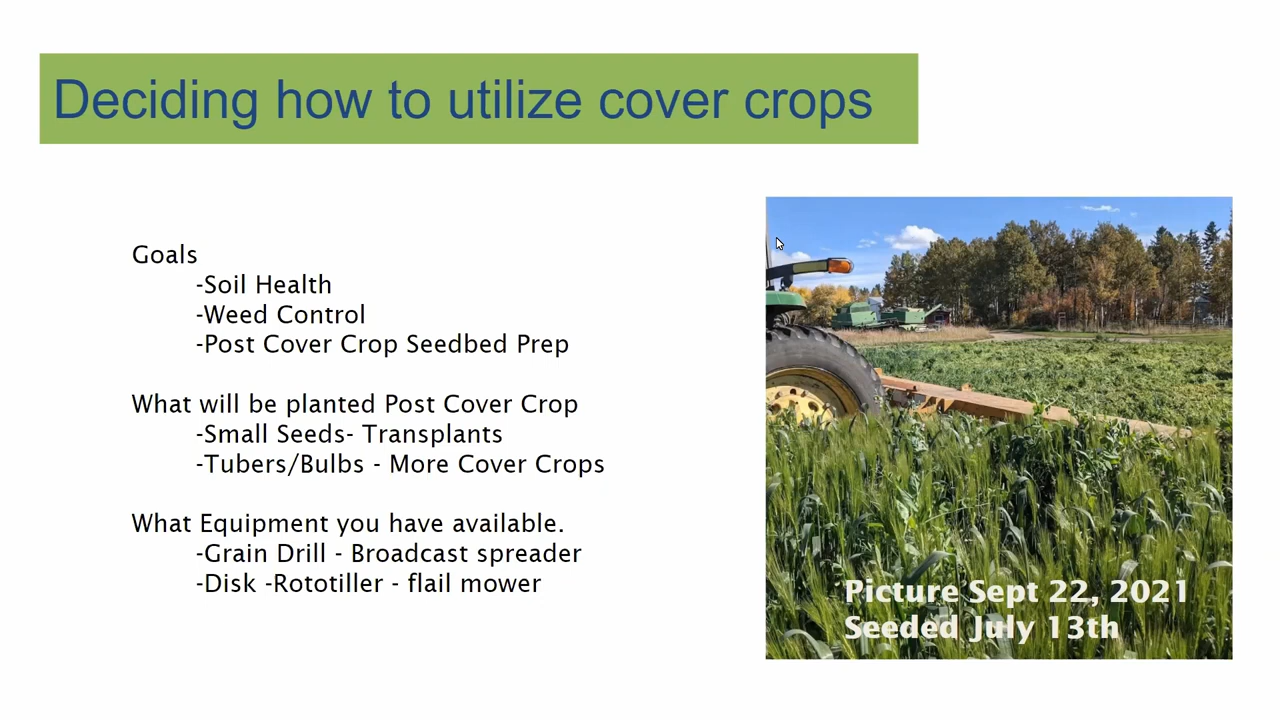 Deciding how to utilize cover crops
Goals
-Soil Health
-Weed Control
-Post Cover Crop Seedbed Prep
What will be planted Post Cover Crop
-Small Seeds- Transplants
-Tubers/Bulbs - More Cover Crops
What Equipment you have available.
-Grain Drill - Broadcast spreader
-Disk -Rototiller - flail mower
Picture Sept 22, 2021
Seeded July 13th